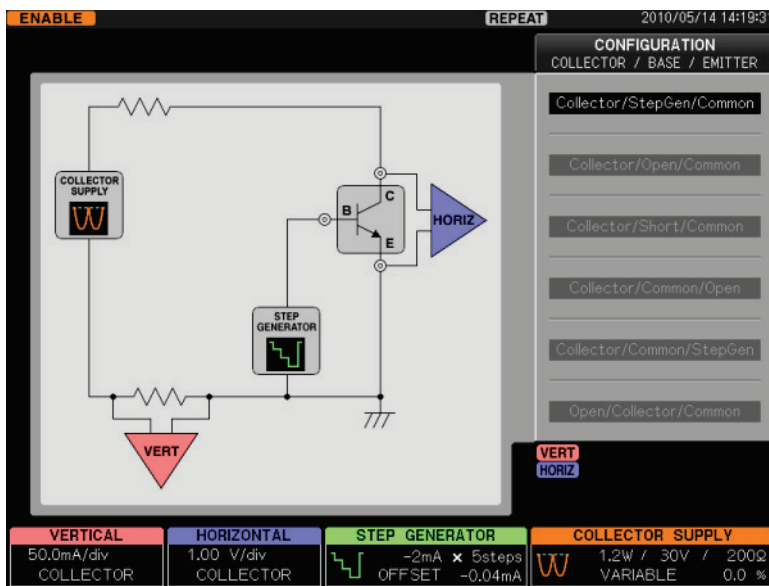 ENABLE
REPEAT
2010/05/14 14:19:3
CONFIGURATION
COLLECTOR / BASE / EMITTER
Collector/StepGen/Common
Collector/Open/Common
Collector/Short/Common
Collector/Common/Open
Collector/Common/StepGen
Open/Collector/Common
COLLECTOR
SUPPLY
C
B
E
HORIZ
STEP
GENERATOR
VERT
VERT
HORIZ
VERTICAL
50.0mA/div
COLLECTOR
HORIZONTAL
1.00 V/div
COLLECTOR
STEP GENERATOR
-2mA × 5steps
OFFSET -0.04mA
COLLECTOR SUPPLY
1.2W / 30V / 200Ω
VARIABLE 0.0 %